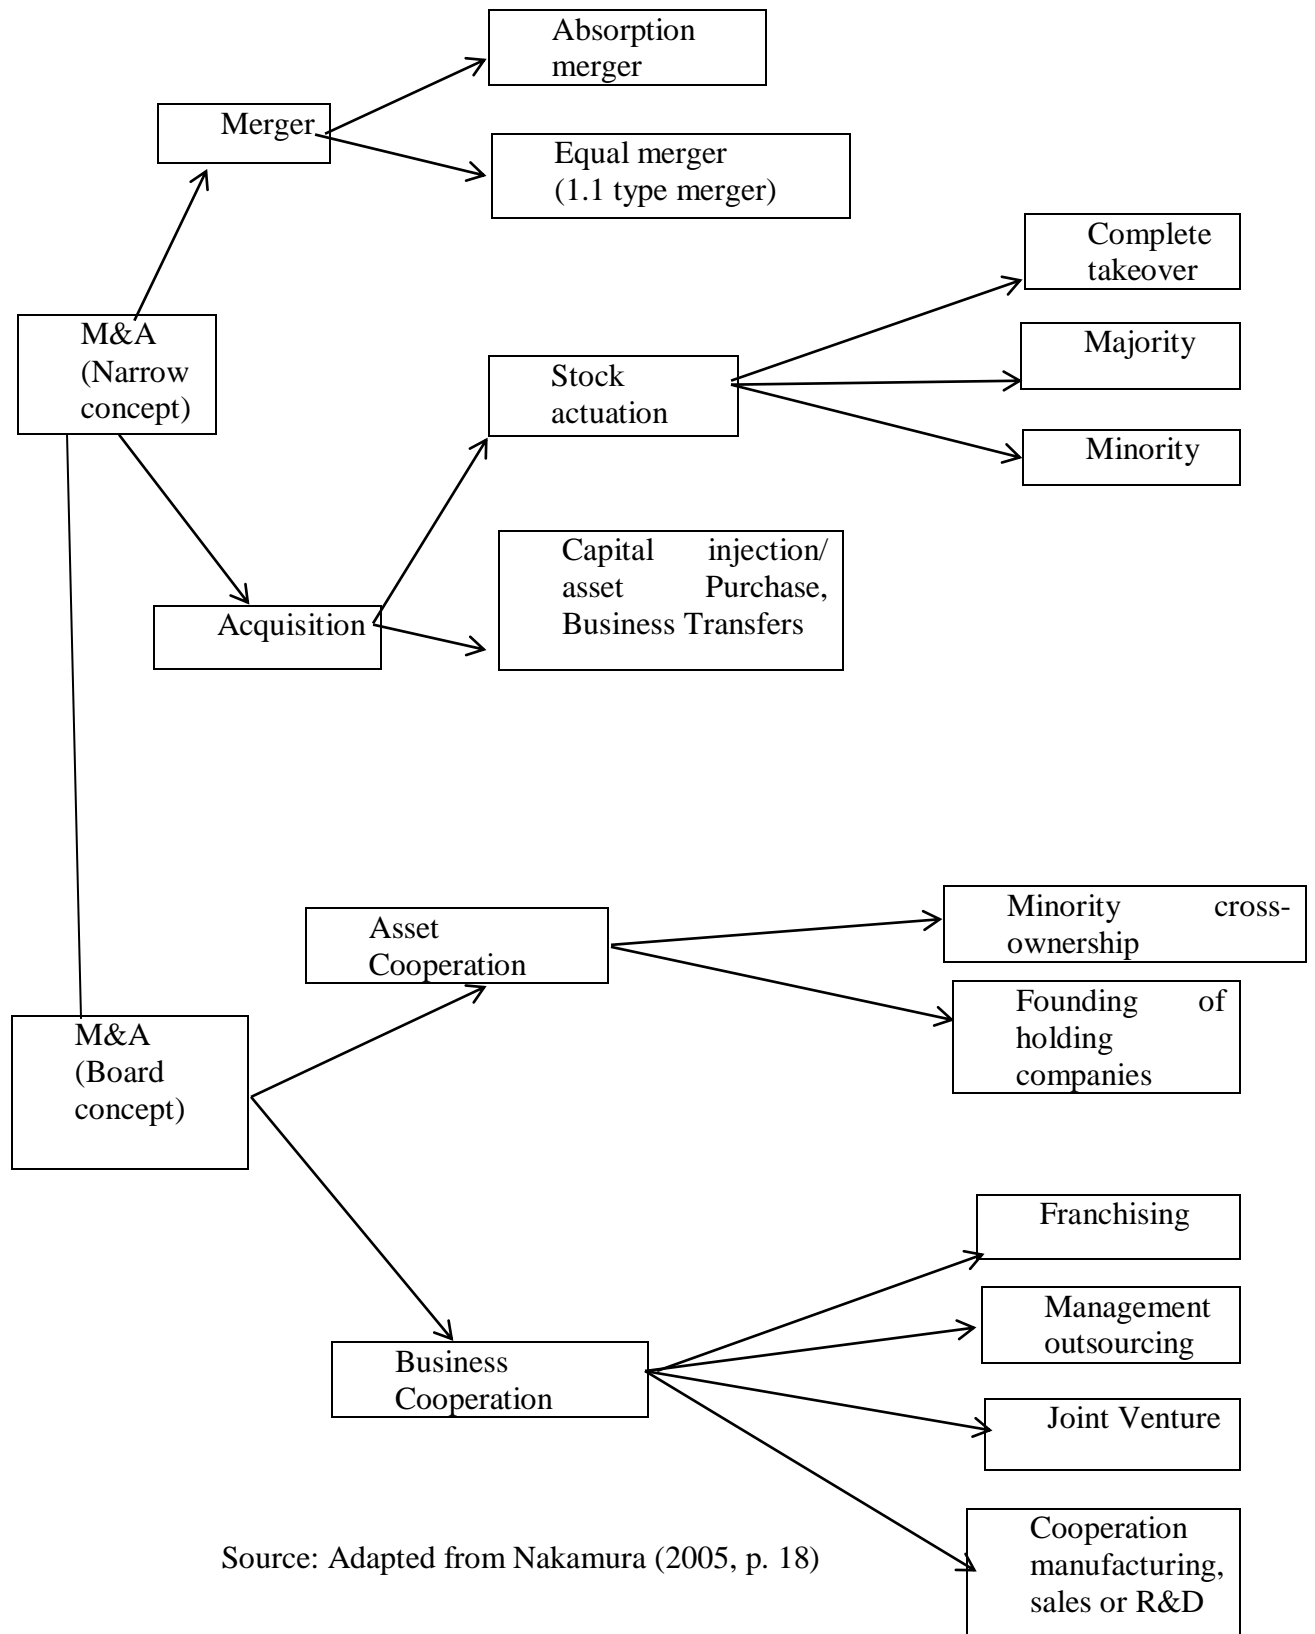 Absorption
merger
Merger
Equal merger
(1.1 type merger)
Complete
takeover
M&A
(Narrow
concept)
Majority
Stock
actuation
Minority
Capital injection/
asset Purchase,
Business Transfers
Acquisition
Minority cross-
ownership
Asset
Cooperation
Founding of
holding
companies
M&A
(Board
concept)
Franchising
Management
outsourcing
Business
Cooperation
Joint Venture
Cooperation
manufacturing,
sales or R&D
Source: Adapted from Nakamura (2005, p. 18)